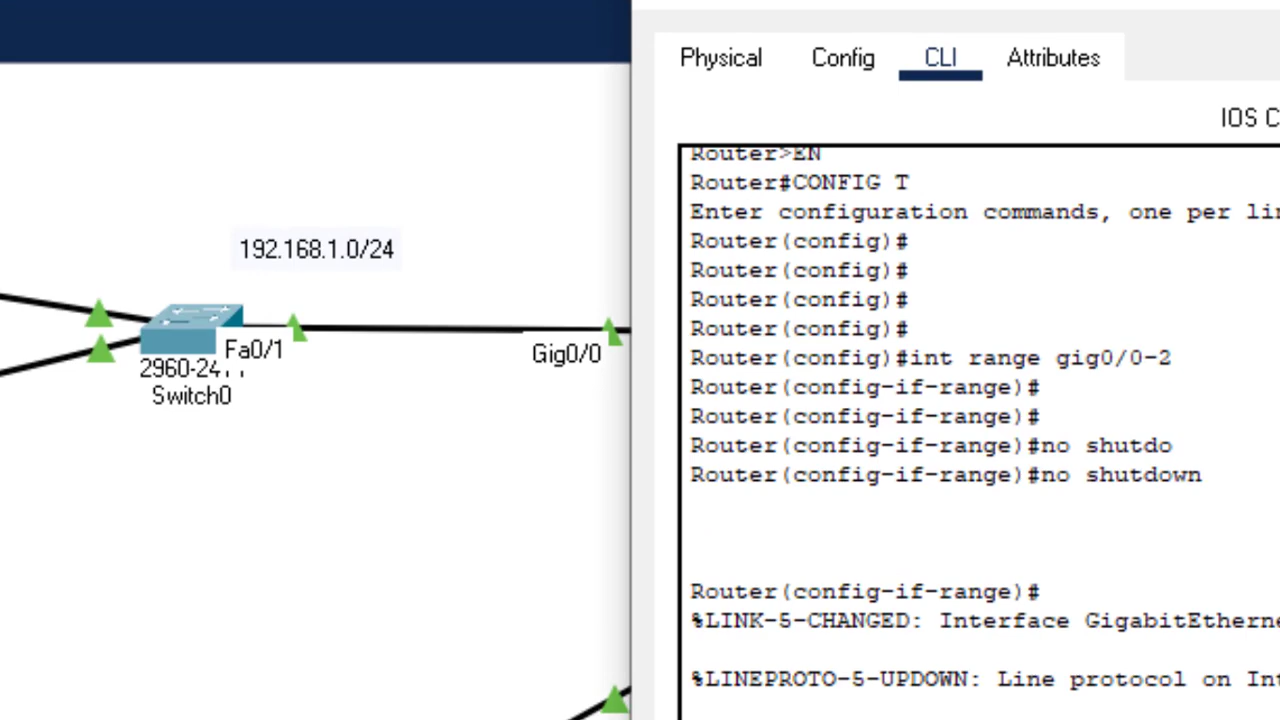 Physical Config CLI Attributes
IOS C
Router>EN
Router#CONFIG T
Enter configuration commands, one per lin
Router(config)#
Router(config)#
Router(config)#
Router(config)#
Router(config)#int range gig0/0-2
Router(config-if-range)#
Router(config-if-range)#
Router(config-if-range)#no shutdo
Router(config-if-range)#no shutdown
Router(config-if-range)#
%LINK-5-CHANGED: Interface GigabitEtherne
%LINEPROTO-5-UPDOWN: Line protocol on Int
192.168.1.0/24
Fa0/1
Gig0/0
2960-24
Switch0